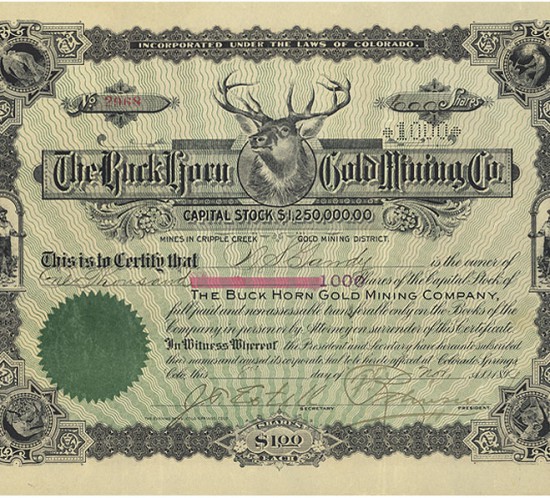 INCORPORATED UNDER THE LAWS OF COLORADO.
No 2968
Shares
1000
The Buck Horn Gold Mining Co.
CAPITAL STOCK $1,250,000.00
MINES IN CRIPPLE CREEK GOLD MINING DISTRICT.
This is to Certify that is the owner of
One Thousand 1000 Shares of the Capital Stock of
THE BUCK HORN GOLD MINING COMPANY,
full paid and nonassessable transferable only on the Books of the
Company in person or by Attorney on surrender of this Certificate
In Witness Whereof the President and Secretary have hereunto subscribed
their names and caused its corporate seal to be hereto affixed at Colorado Springs,
Colo. this day of Nov A.D. 189
SECRETARY PRESIDENT
SHARES
$1.00
EACH